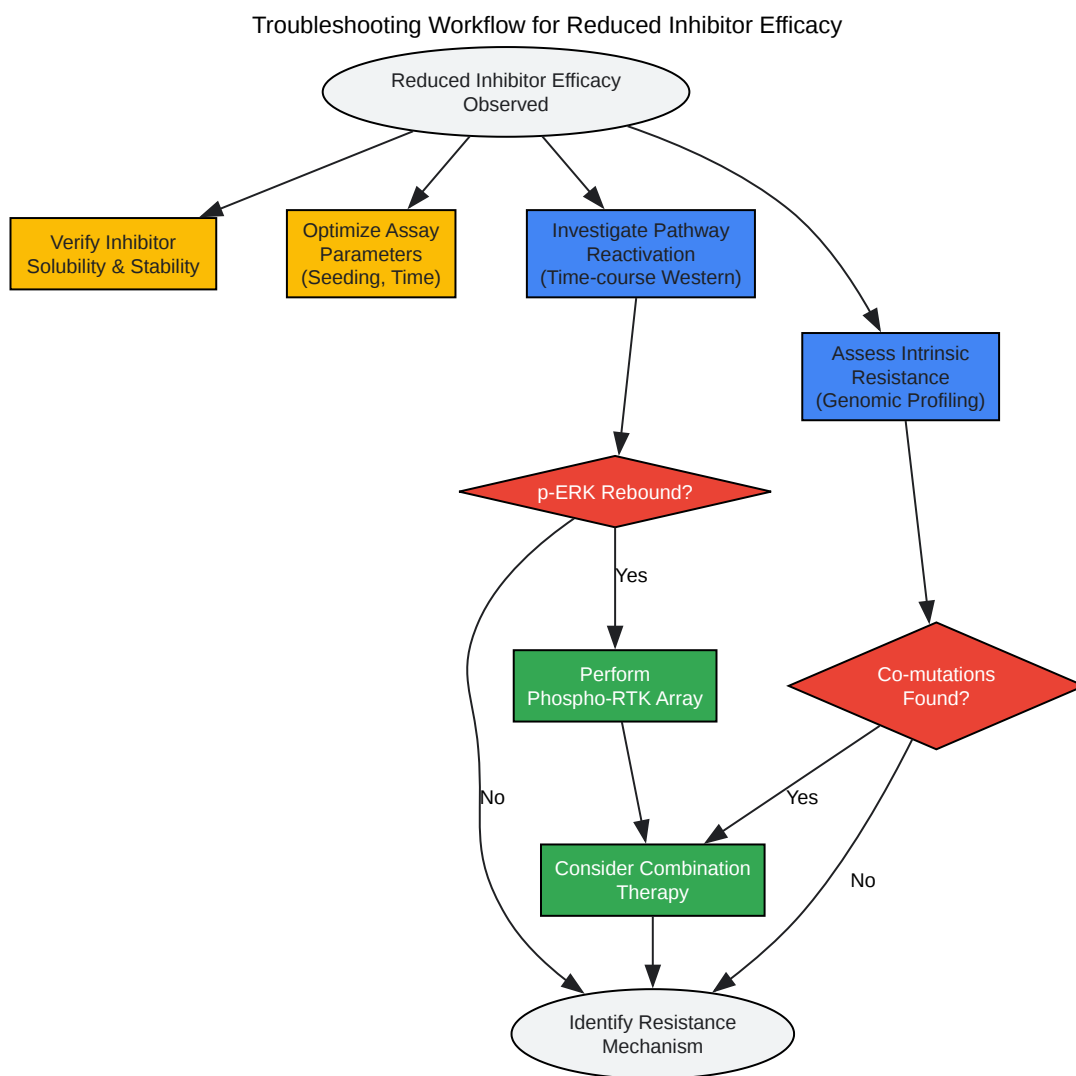 Troubleshooting Workflow for Reduced Inhibitor Efficacy
Reduced Inhibitor Efficacy
Observed
Verify Inhibitor
Solubility & Stability
Optimize Assay
Parameters
(Seeding, Time)
Investigate Pathway
Reactivation
(Time-course Western)
Assess Intrinsic
Resistance
(Genomic Profiling)
p-ERK Rebound?
Yes
Perform
Phospho-RTK Array
Co-mutations
Found?
No
Yes
Consider Combination
Therapy
No
Identify Resistance
Mechanism